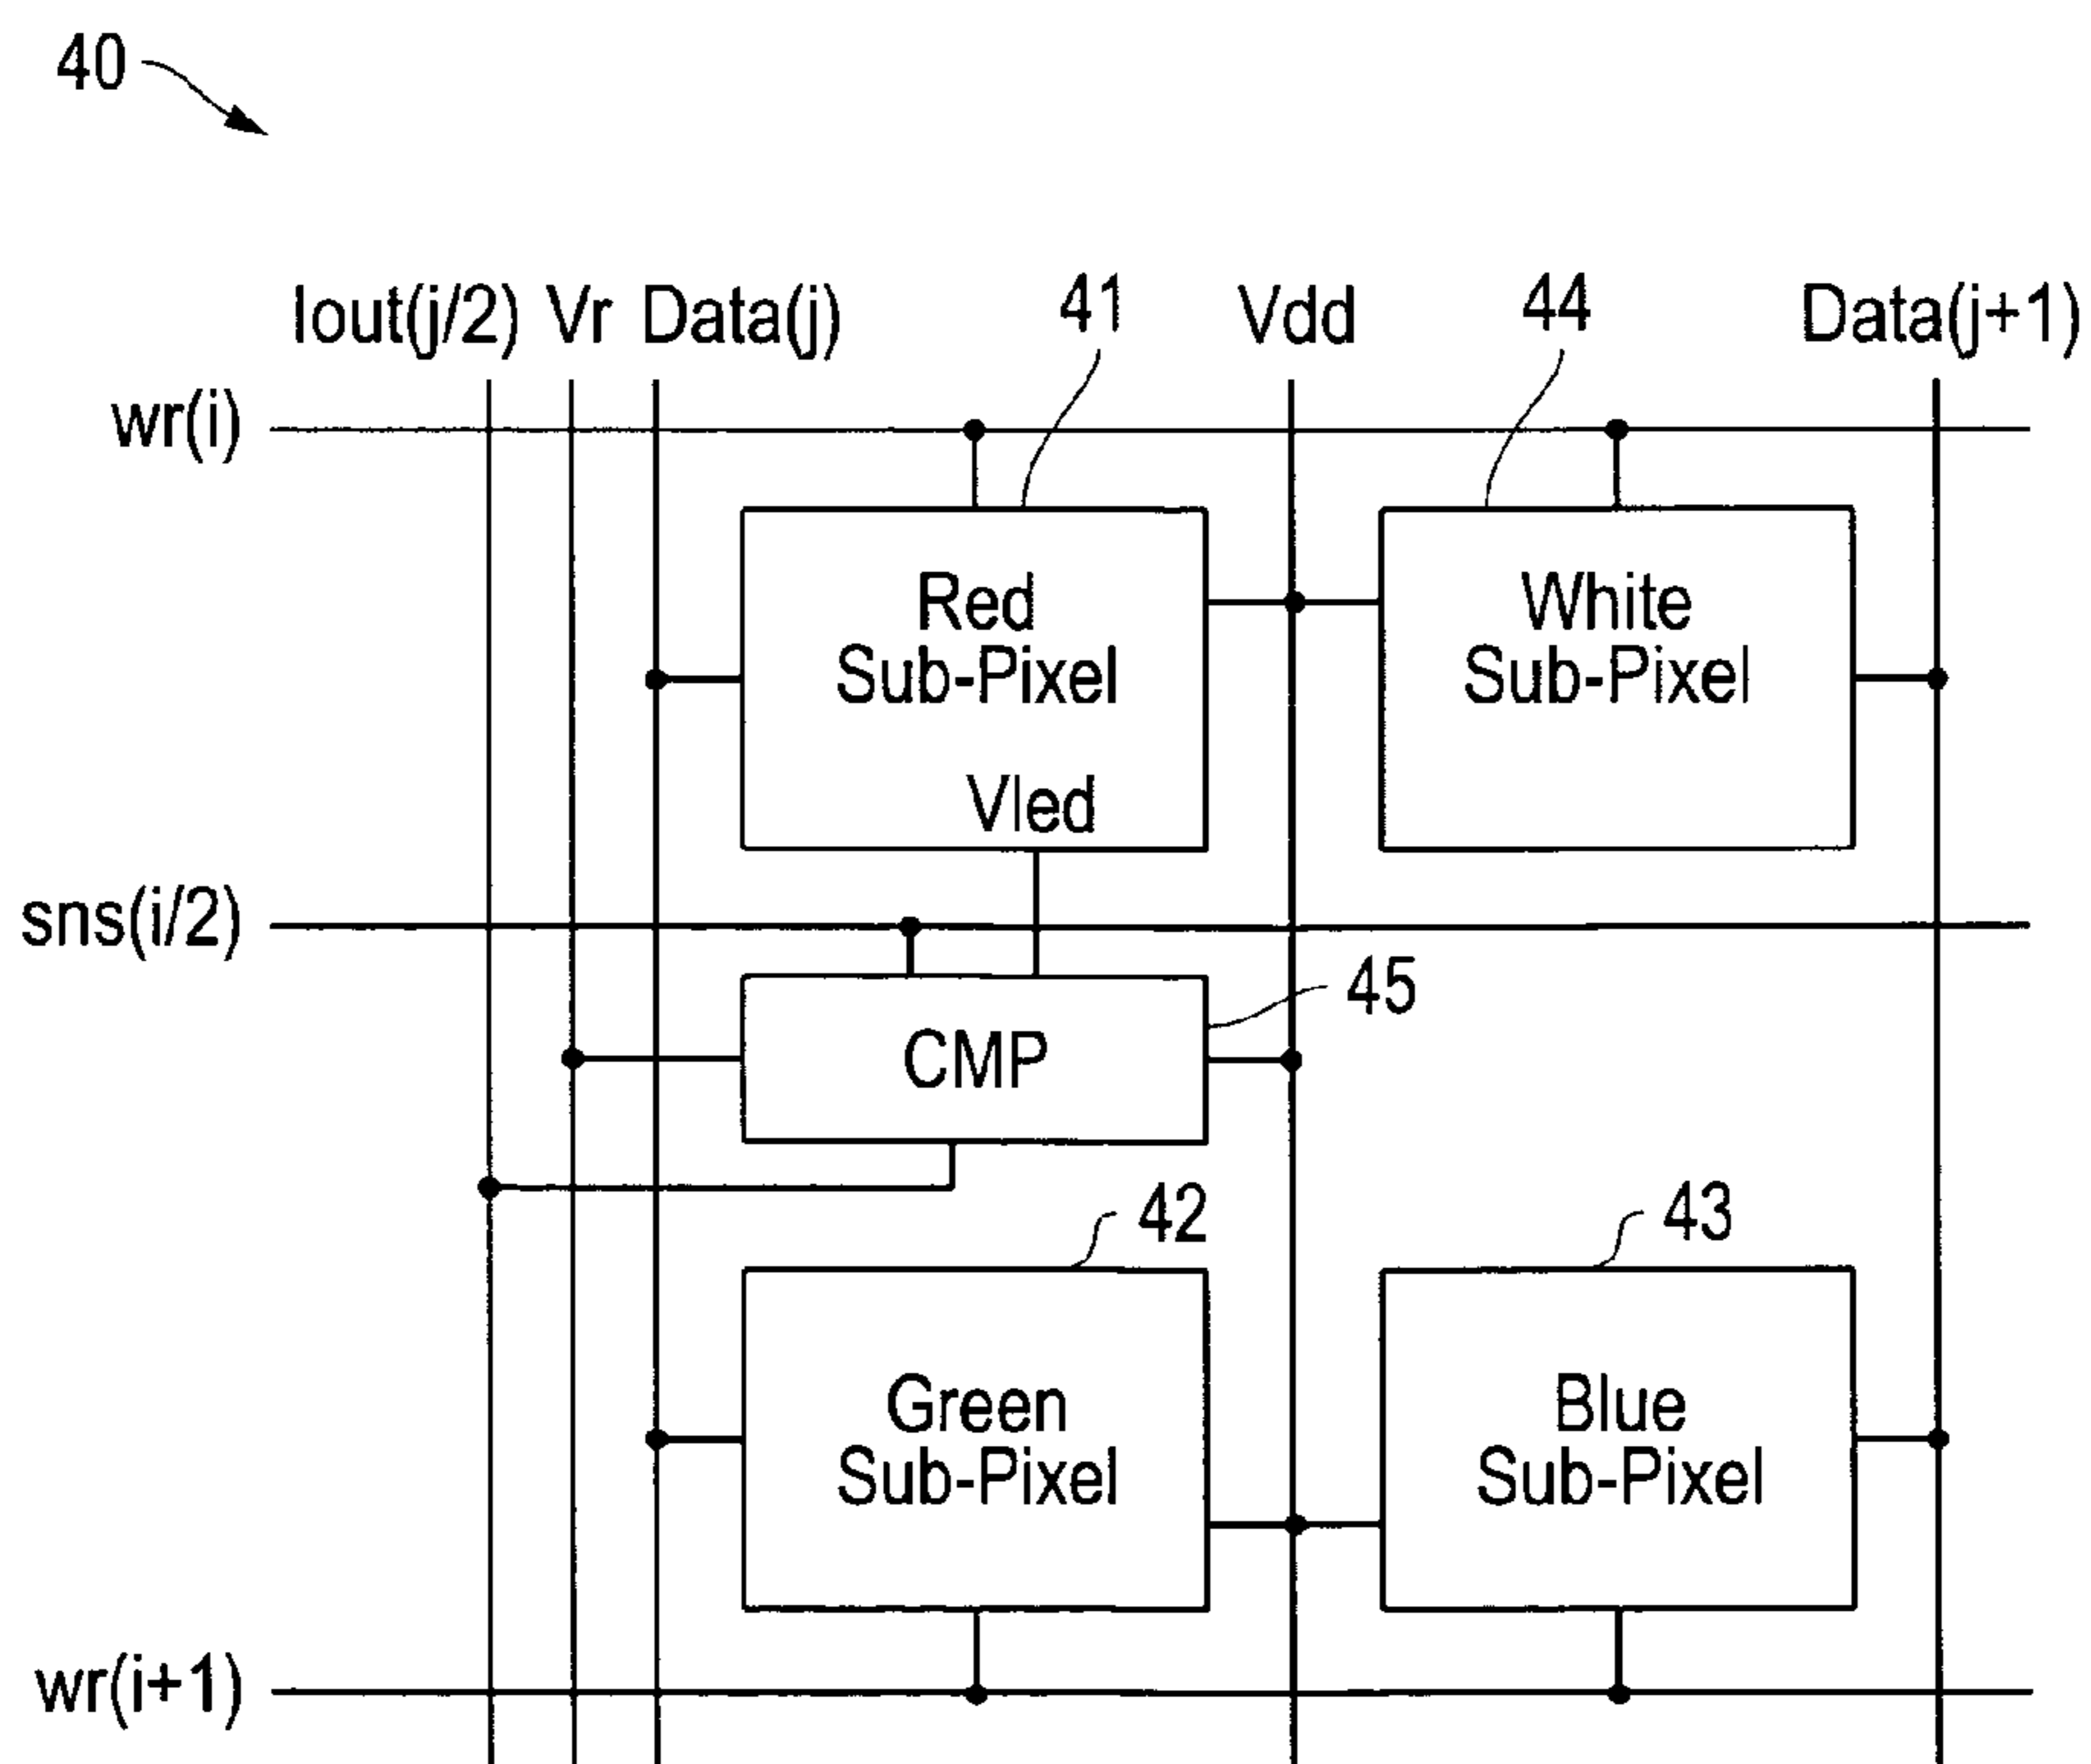 40
Iout(j/2) Vr Data(j) 41 Vdd 44 Data(j+1)
wr(i)
Red
Sub-Pixel
White
Sub-Pixel
Vled
sns(i/2)
45
CMP
42
43
Green
Sub-Pixel
Blue
Sub-Pixel
wr(i+1)